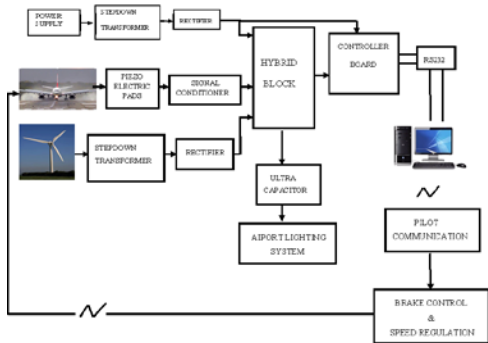 POWER
SUPPLY
STEPDOWN
TRANSFORMER
RECTIFIER
HYBRID
BLOCK
CONTROLLER
BOARD
RS232
PIEZO
ELECTRIC
PADS
SIGNAL
CONDITIONER
STEPDOWN
TRANSFORMER
RECTIFIER
ULTRA
CAPACITOR
AIPORT LIGHTING
SYSTEM
PILOT
COMMUNICATION
BRAKE CONTROL
&
SPEED REGULATION